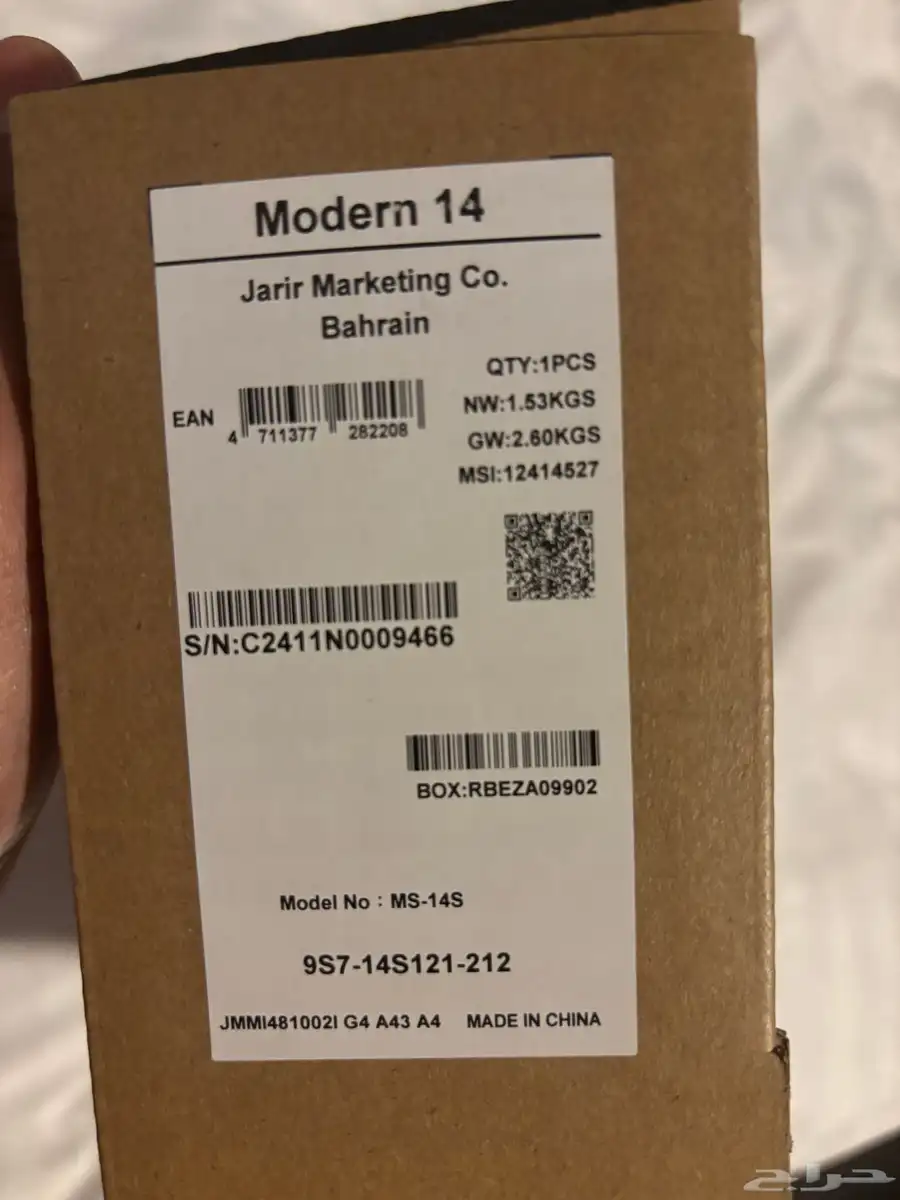 Modern 14
Jarir Marketing Co.
Bahrain
QTY:1PCS
NW:1.53KGS
GW:2.60KGS
MSI:12414527
EAN
4 711377 282208
S/N:C2411N0009466
BOX:RBEZA09902
Model No : MS-14S
9S7-14S121-212
JMMI481002I G4 A43 A4 MADE IN CHINA
حراج